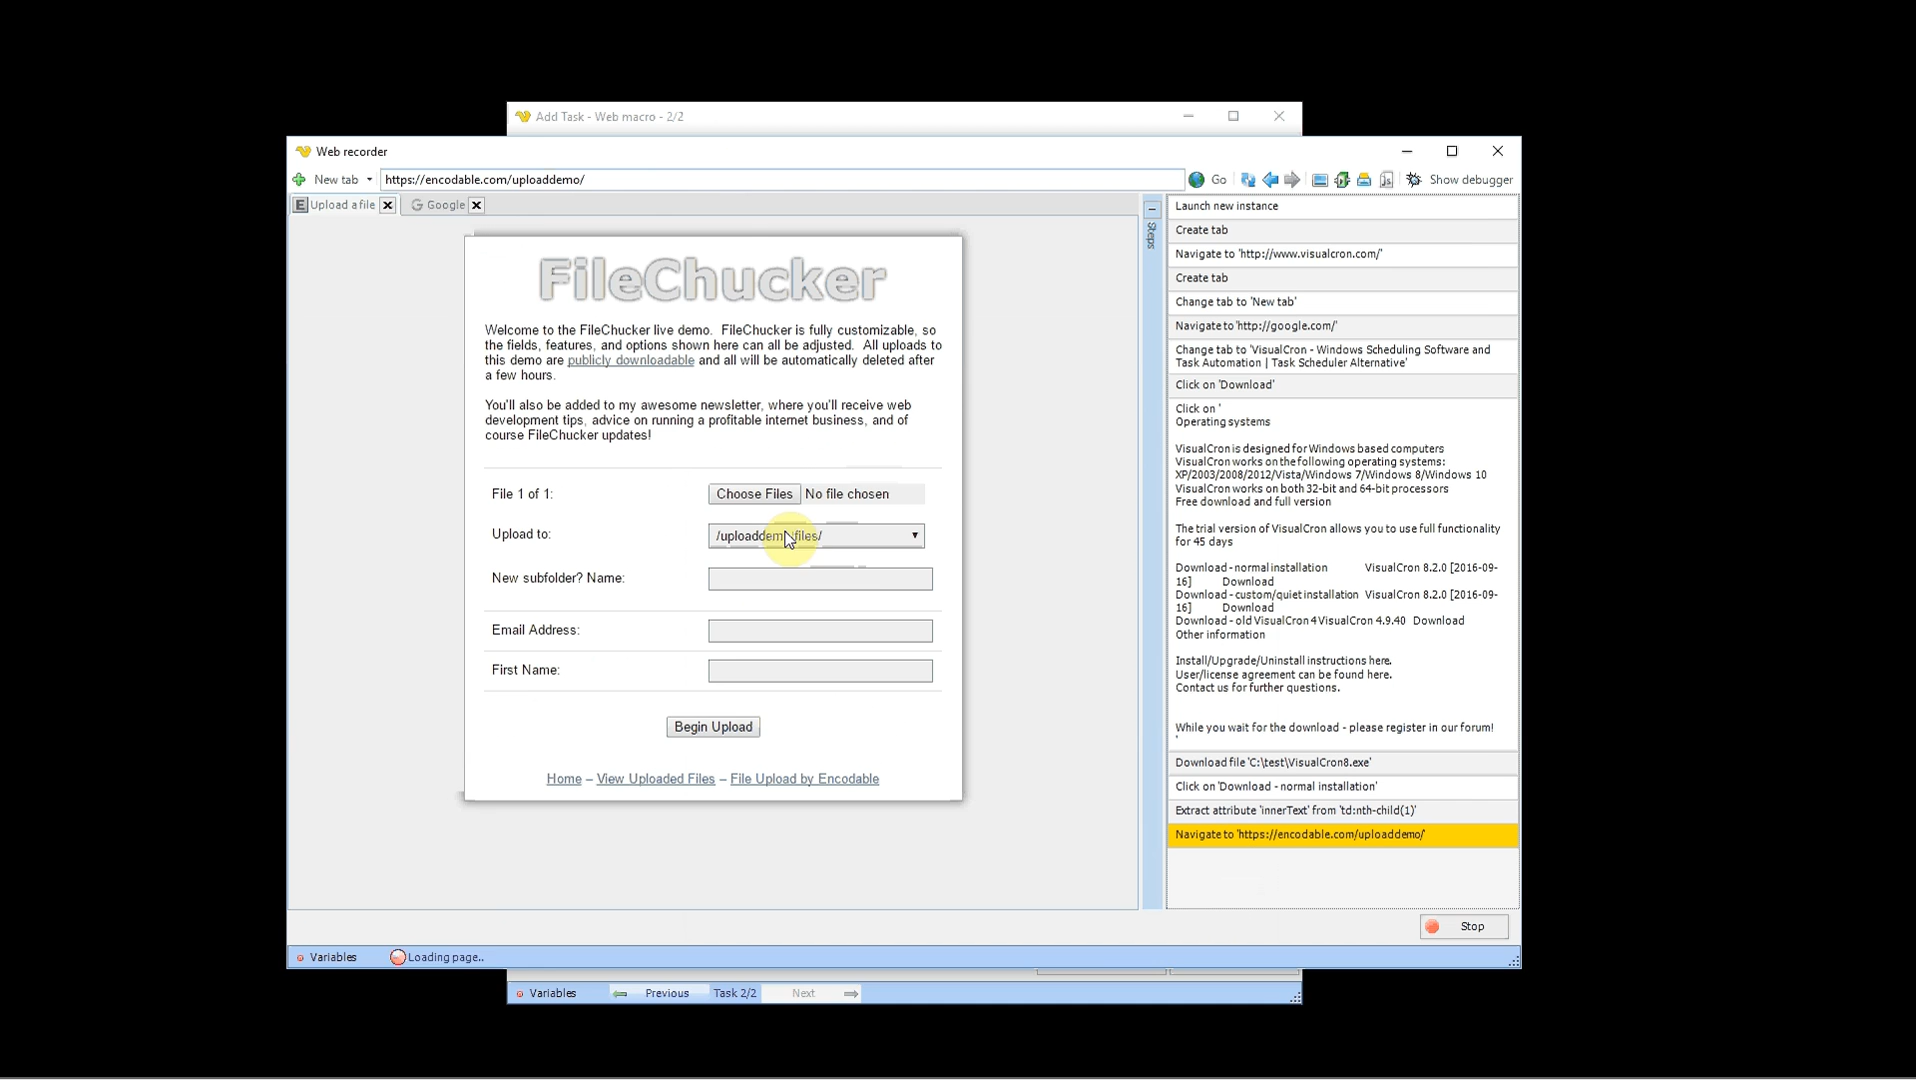 Add Task - Web macro - 2/2
Web recorder
New tab
https://encodable.com/uploaddemo/
Go
Show debugger
Upload a file
Google
FileChucker
Welcome to the FileChucker live demo. FileChucker is fully customizable, so
the fields, features, and options shown here can all be adjusted. All uploads to
this demo are publicly downloadable and all will be automatically deleted after
a few hours.
You'll also be added to my awesome newsletter, where you'll receive web
development tips, advice on running a profitable internet business, and of
course FileChucker updates!
File 1 of 1:
Choose Files No file chosen
Upload to:
/uploaddemo/files/
New subfolder? Name:
Email Address:
First Name:
Begin Upload
Home – View Uploaded Files – File Upload by Encodable
Steps
Launch new instance
Create tab
Navigate to 'http://www.visualcron.com/'
Create tab
Change tab to 'New tab'
Navigate to 'http://google.com/'
Change tab to 'VisualCron - Windows Scheduling Software and
Task Automation | Task Scheduler Alternative'
Click on 'Download'
Click on '
Operating systems
VisualCron is designed for Windows based computers
VisualCron works on the following operating systems:
XP/2003/2008/2012/Vista/Windows 7/Windows 8/Windows 10
VisualCron works on both 32-bit and 64-bit processors
Free download and full version
The trial version of VisualCron allows you to use full functionality
for 45 days
Download - normal installation VisualCron 8.2.0 [2016-09-
16] Download
Download - custom/quiet installation VisualCron 8.2.0 [2016-09-
16] Download
Download - old VisualCron 4 VisualCron 4.9.40 Download
Other information
Install/Upgrade/Uninstall instructions here.
User/license agreement can be found here.
Contact us for further questions.
While you wait for the download - please register in our forum!
'
Download file 'C:\test\VisualCron8.exe'
Click on 'Download - normal installation'
Extract attribute 'innerText' from 'td:nth-child(1)'
Navigate to 'https://encodable.com/uploaddemo/'
Stop
Variables
Loading page..
Variables
Previous
Task 2/2
Next